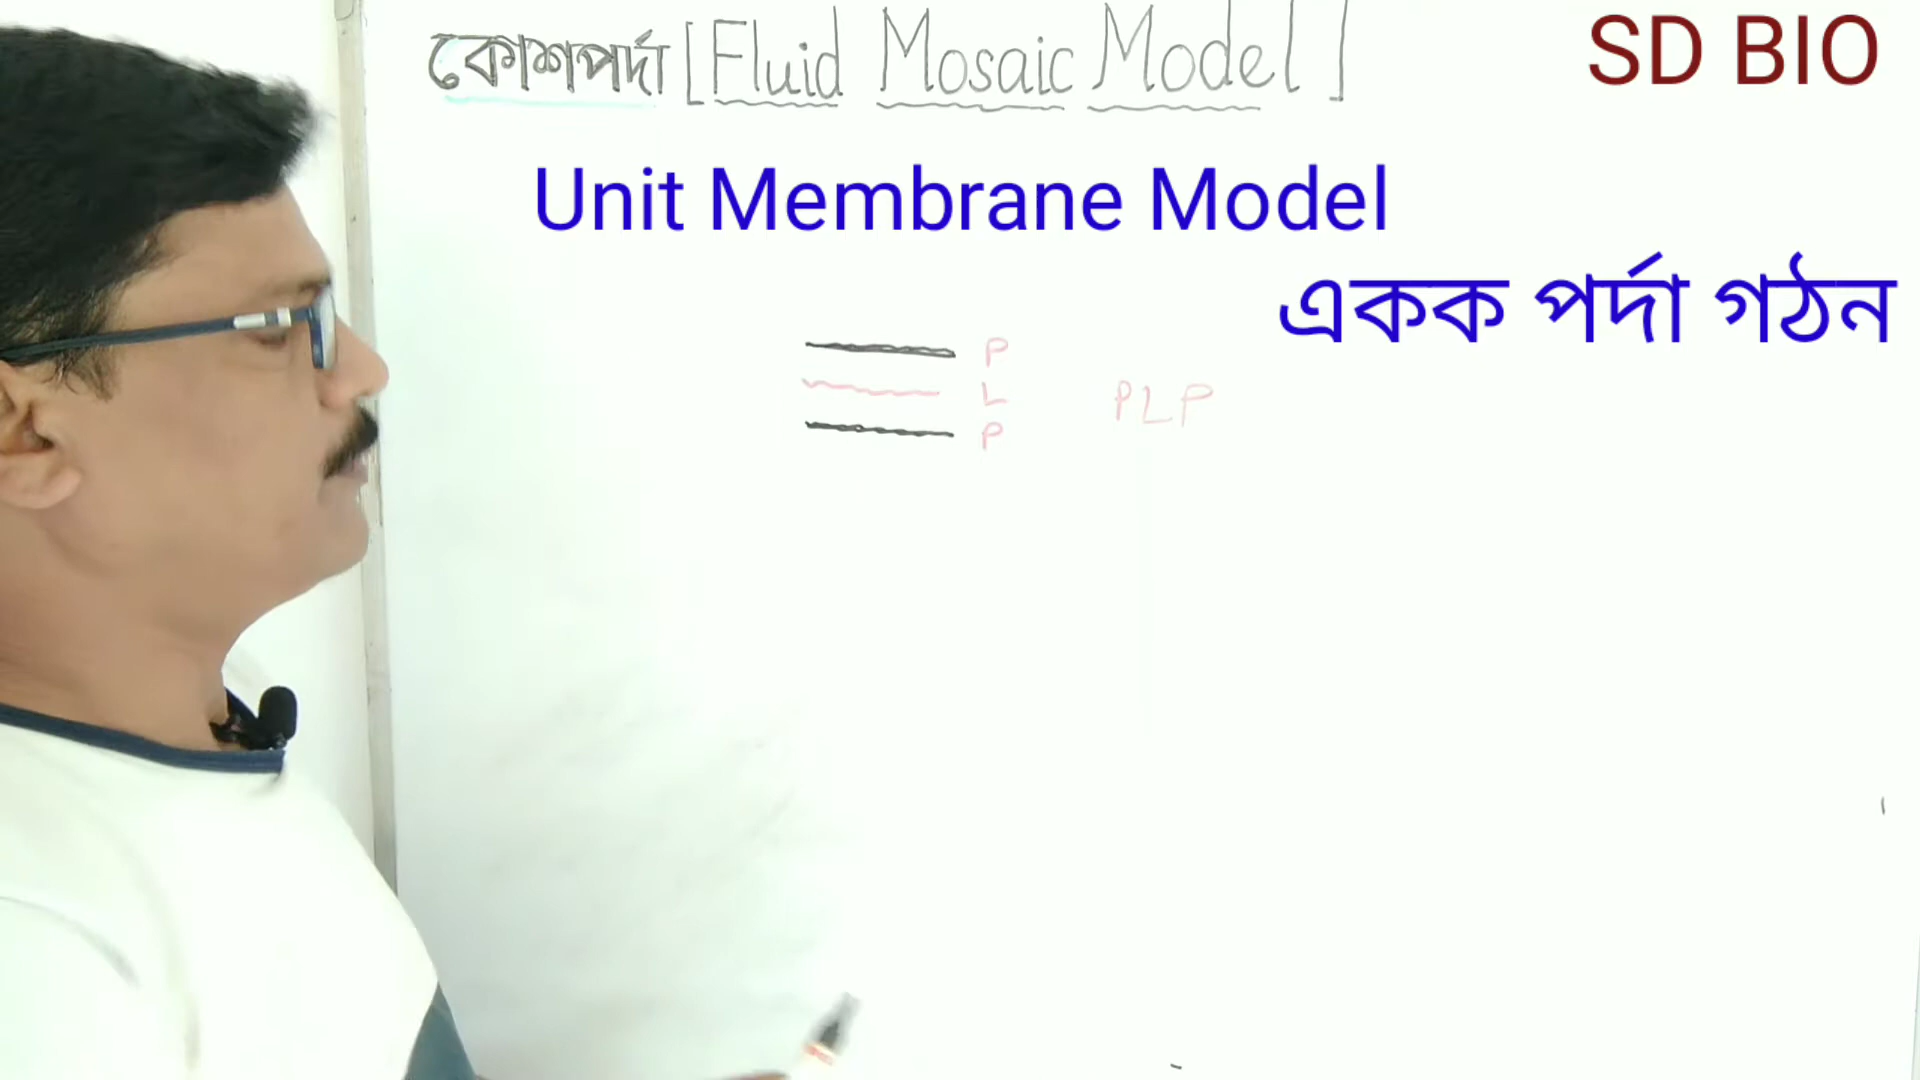 কোশপর্দা [Fluid Mosaic Model]
SD BIO
Unit Membrane Model
একক পর্দা গঠন
P
L
P
PLP